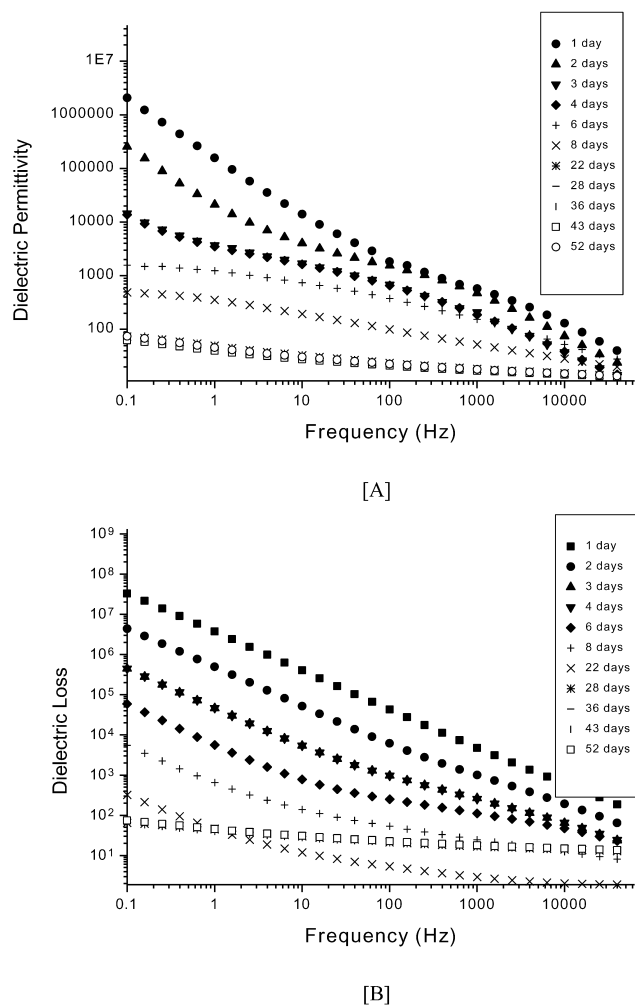 1E7
1000000
100000
10000
1000
100
Dielectric Permittivity
0.1 1 10 100 1000 10000
Frequency (Hz)
1 day
2 days
3 days
4 days
6 days
8 days
22 days
28 days
36 days
43 days
52 days
[A]
10⁹
10⁸
10⁷
10⁶
10⁵
10⁴
10³
10²
10¹
Dielectric Loss
0.1 1 10 100 1000 10000
Frequency (Hz)
1 day
2 days
3 days
4 days
6 days
8 days
22 days
28 days
36 days
43 days
52 days
[B]